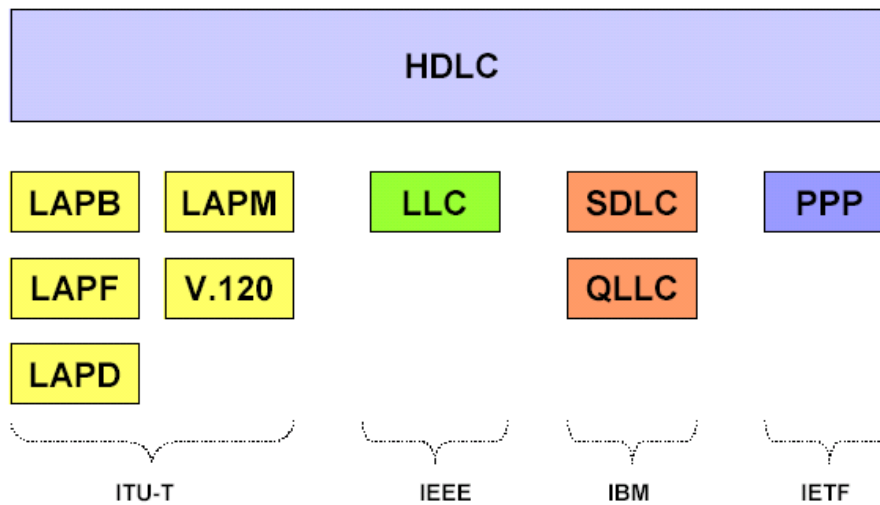 HDLC
LAPB LAPM LLC SDLC PPP
LAPF V.120 QLLC
LAPD
ITU-T IEEE IBM IETF